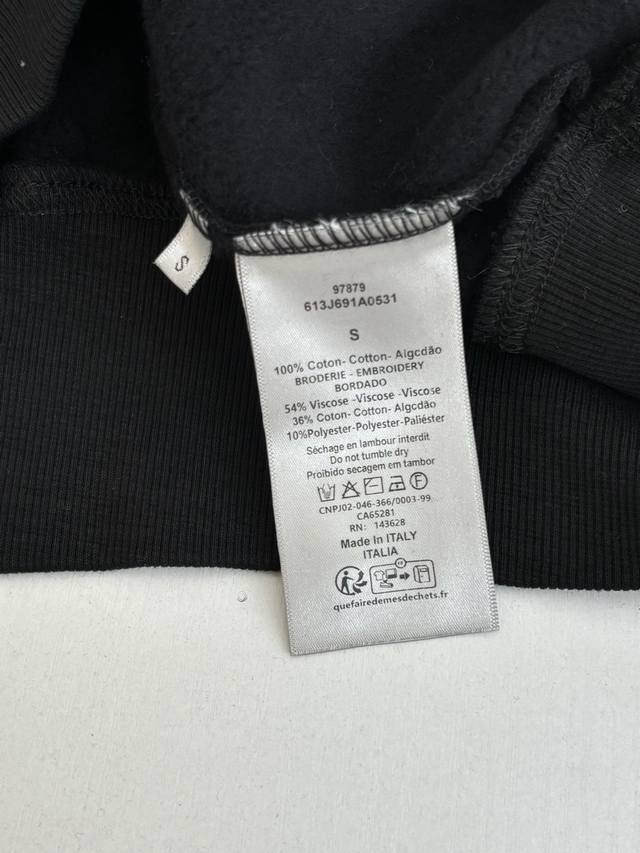 S
97879
613J691A0531
S
100% Coton- Cotton- Algcdão
BRODERIE - EMBROIDERY
BORDADO
54% Viscose -Viscose -Viscose
36% Coton- Cotton- Algcdão
10%Polyester-Polyester-Paliéster
Séchage en lambour interdit
Do not tumble dry
Proibido secagem em tambor
F
CNPJ02-046-366/0003-99
CA65281
RN: 143628
Made In ITALY
ITALIA
quefairedemesdechets.fr